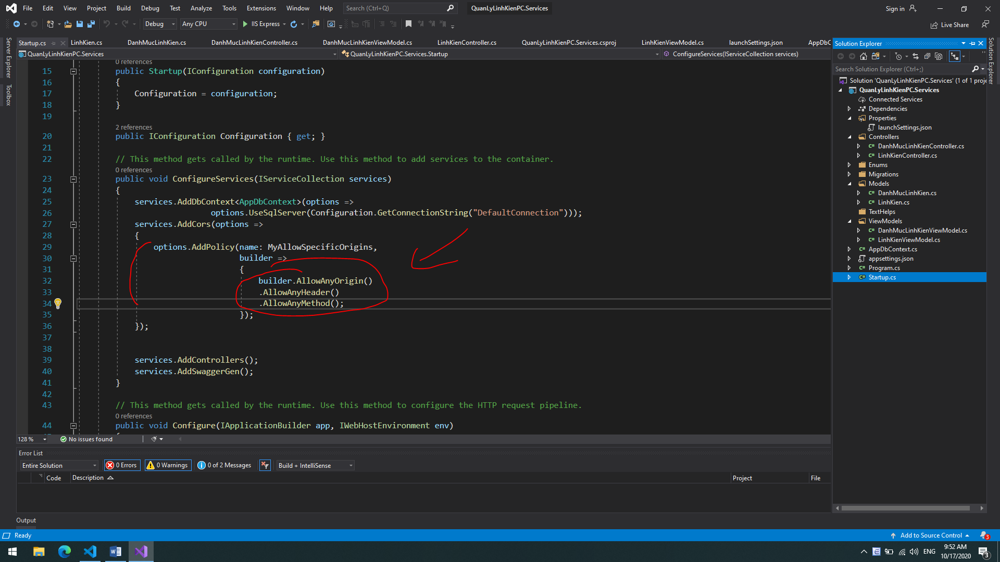 File Edit View Project Build Debug Test Analyze Tools Extensions Window Help Search (Ctrl+Q) QuanLyLinhKienPC.Services Sign in
Debug Any CPU IIS Express Live Share
Server Explorer
Toolbox
Startup.cs LinhKien.cs DanhMucLinhKien.cs DanhMucLinhKienController.cs DanhMucLinhKienViewModel.cs LinhKienController.cs QuanLyLinhKienPC.Services.csproj LinhKienViewModel.cs launchSettings.json AppDbC
QuanLyLinhKienPC.Services QuanLyLinhKienPC.Services.Startup ConfigureServices(IServiceCollection services)
0 references
15 public Startup(IConfiguration configuration)
16 {
17 Configuration = configuration;
18 }
19
2 references
20 public IConfiguration Configuration { get; }
21
22 // This method gets called by the runtime. Use this method to add services to the container.
0 references
23 public void ConfigureServices(IServiceCollection services)
24 {
25 services.AddDbContext<AppDbContext>(options =>
26 options.UseSqlServer(Configuration.GetConnectionString("DefaultConnection")));
27 services.AddCors(options =>
28 {
29 options.AddPolicy(name: MyAllowSpecificOrigins,
30 builder =>
31 {
32 builder.AllowAnyOrigin()
33 .AllowAnyHeader()
34 .AllowAnyMethod();
35 });
36 });
37
38
39 services.AddControllers();
40 services.AddSwaggerGen();
41 }
42
43 // This method gets called by the runtime. Use this method to configure the HTTP request pipeline.
0 references
44 public void Configure(IApplicationBuilder app, IWebHostEnvironment env)
128 % No issues found
Error List
Entire Solution 0 Errors 0 Warnings 0 of 2 Messages Build + IntelliSense
Code Description Project File
Output
Solution Explorer
Search Solution Explorer (Ctrl+;)
Solution 'QuanLyLinhKienPC.Services' (1 of 1 proje
QuanLyLinhKienPC.Services
Connected Services
Dependencies
Properties
launchSettings.json
Controllers
DanhMucLinhKienController.cs
LinhKienController.cs
Enums
Migrations
Models
DanhMucLinhKien.cs
LinhKien.cs
TextHelps
ViewModels
DanhMucLinhKienViewModel.cs
LinhKienViewModel.cs
AppDbContext.cs
appsettings.json
Program.cs
Startup.cs
Solution Explorer
Ready Add to Source Control 3
ENG 9:52 AM
10/17/2020 3